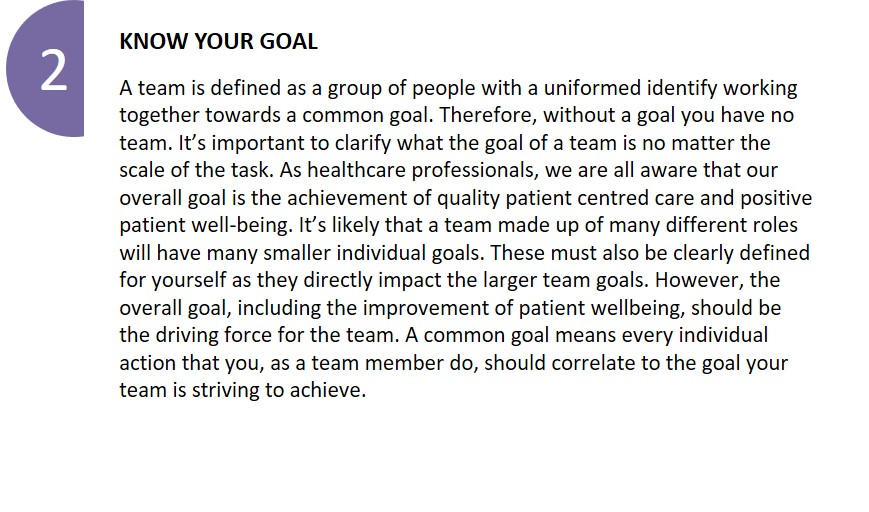 2
KNOW YOUR GOAL
A team is defined as a group of people with a uniformed identify working
together towards a common goal. Therefore, without a goal you have no
team. It’s important to clarify what the goal of a team is no matter the
scale of the task. As healthcare professionals, we are all aware that our
overall goal is the achievement of quality patient centred care and positive
patient well-being. It’s likely that a team made up of many different roles
will have many smaller individual goals. These must also be clearly defined
for yourself as they directly impact the larger team goals. However, the
overall goal, including the improvement of patient wellbeing, should be
the driving force for the team. A common goal means every individual
action that you, as a team member do, should correlate to the goal your
team is striving to achieve.